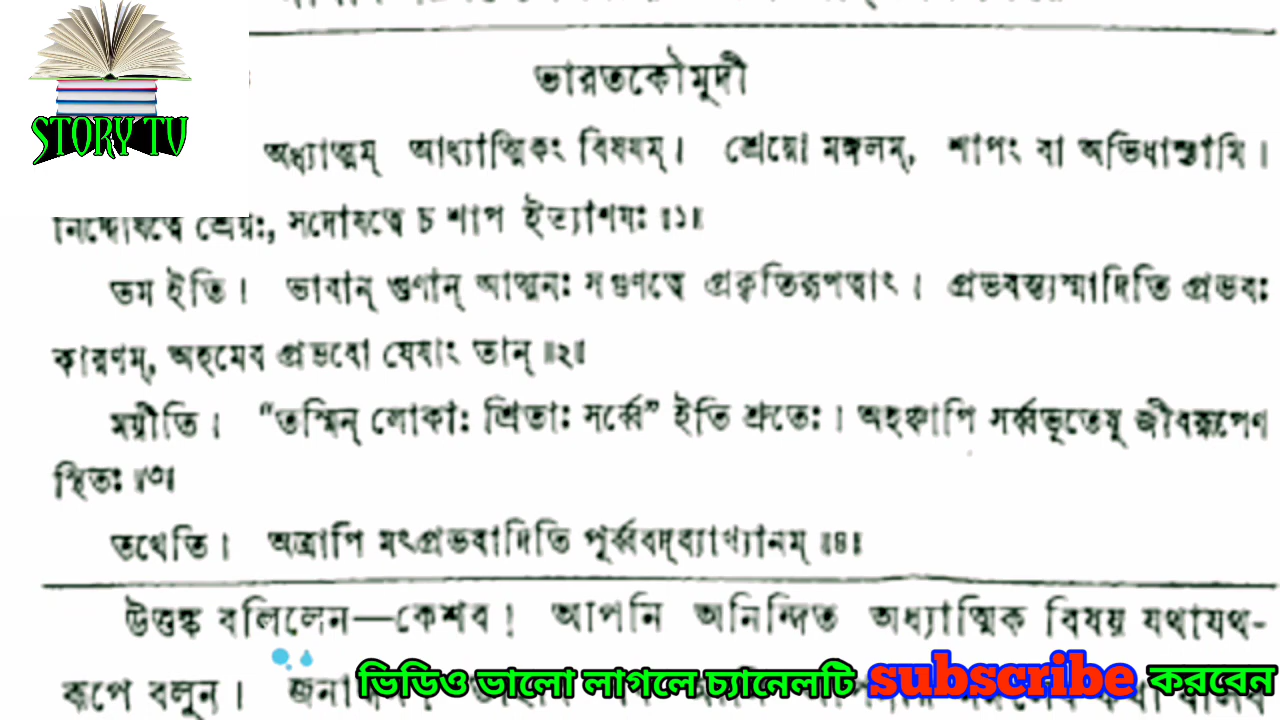 STORY TV
ভারতকৌমুদী
অধ্যাত্মম্ আধ্যাত্মিকং বিষয়ম্। শ্রেয়ো মঙ্গলম্, শাপং বা অভিধাস্যামি।
নির্দ্দোষত্বে শ্রেয়ঃ, সদোষত্বে চ শাপ ইত্যাশয়ঃ ॥১॥
তম ইতি। ভাবান্ গুণান্ আত্মনঃ সগুণত্বে প্রকৃতিরূপত্বাৎ। প্রভবন্ত্যস্মাদিতি প্রভবঃ
কারণম্, অহমেব প্রভবো যেষাং তান্ ॥২॥
ময়ীতি। “তস্মিন্ লোকাঃ শ্রিতাঃ সর্ব্বে” ইতি শ্রুতেঃ। অহঞ্চাপি সর্ব্বভূতেষু জীবরূপেণ
স্থিতঃ ॥৩॥
তথেতি। অত্রাপি মৎপ্রভবাদিতি পূর্ব্ববদ্‌ব্যাখ্যানম্ ॥৪॥
উত্তঙ্ক বলিলেন—কেশব! আপনি অনিন্দিত অধ্যাত্মিক বিষয় যথাযথ-
রূপে বলুন।
ভিডিও ভালো লাগলে চ্যানেলটি subscribe করবেন